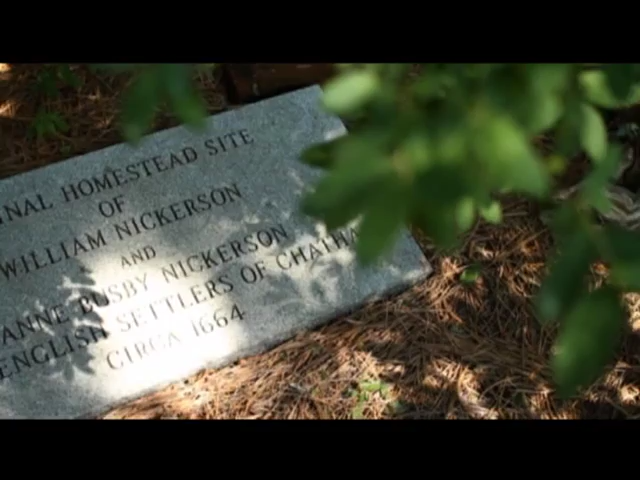 NAL HOMESTEAD SITE
OF
WILLIAM NICKERSON
AND
ANNE BUSBY NICKERSON
ENGLISH SETTLERS OF CHATHA
CIRCA 1664